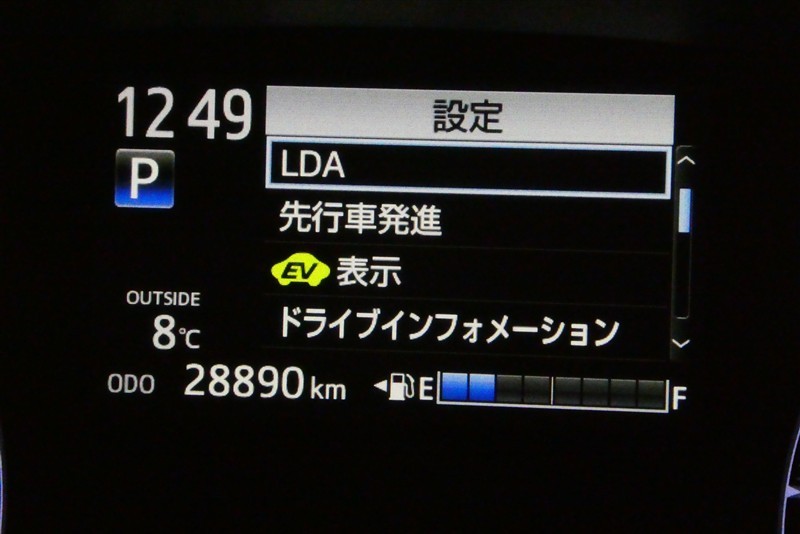 12 49
設定
LDA
P
先行車発進
EV 表示
OUTSIDE
8℃
ドライブインフォメーション
ODO 28890 km
E F